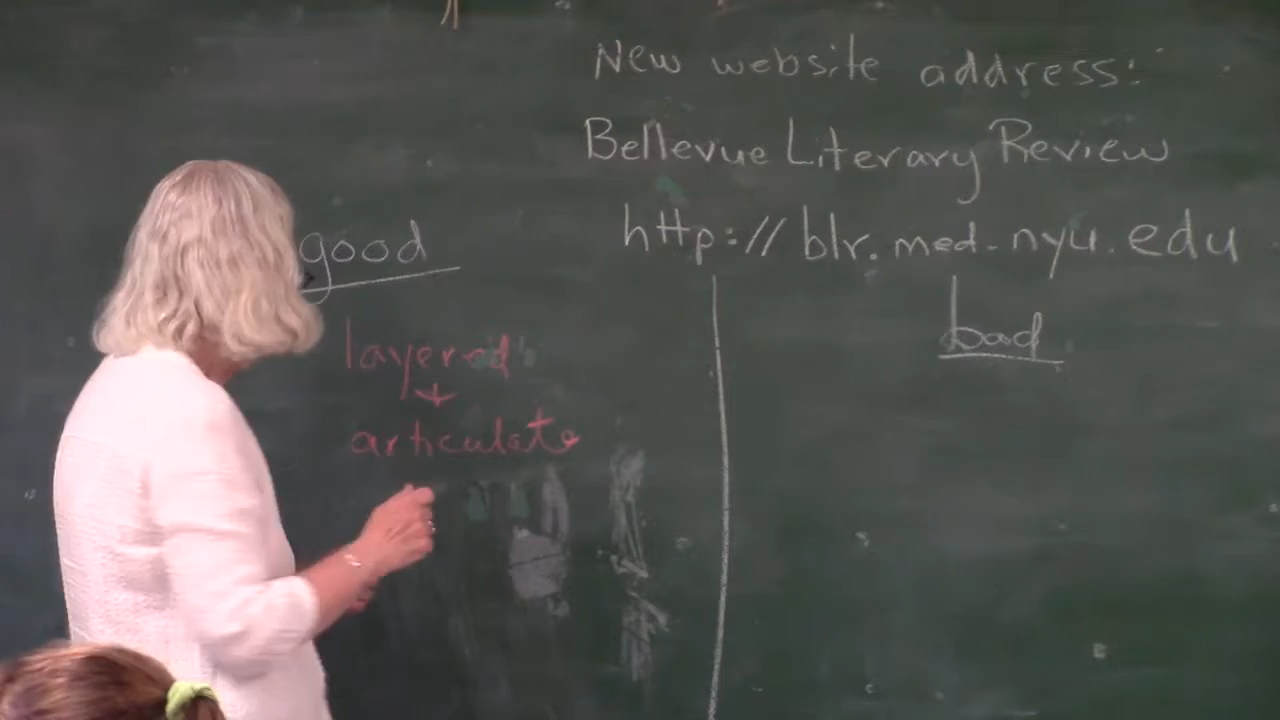 New website address:
Bellevue Literary Review
http://blr.med.nyu.edu
good
layered
articulate
bad